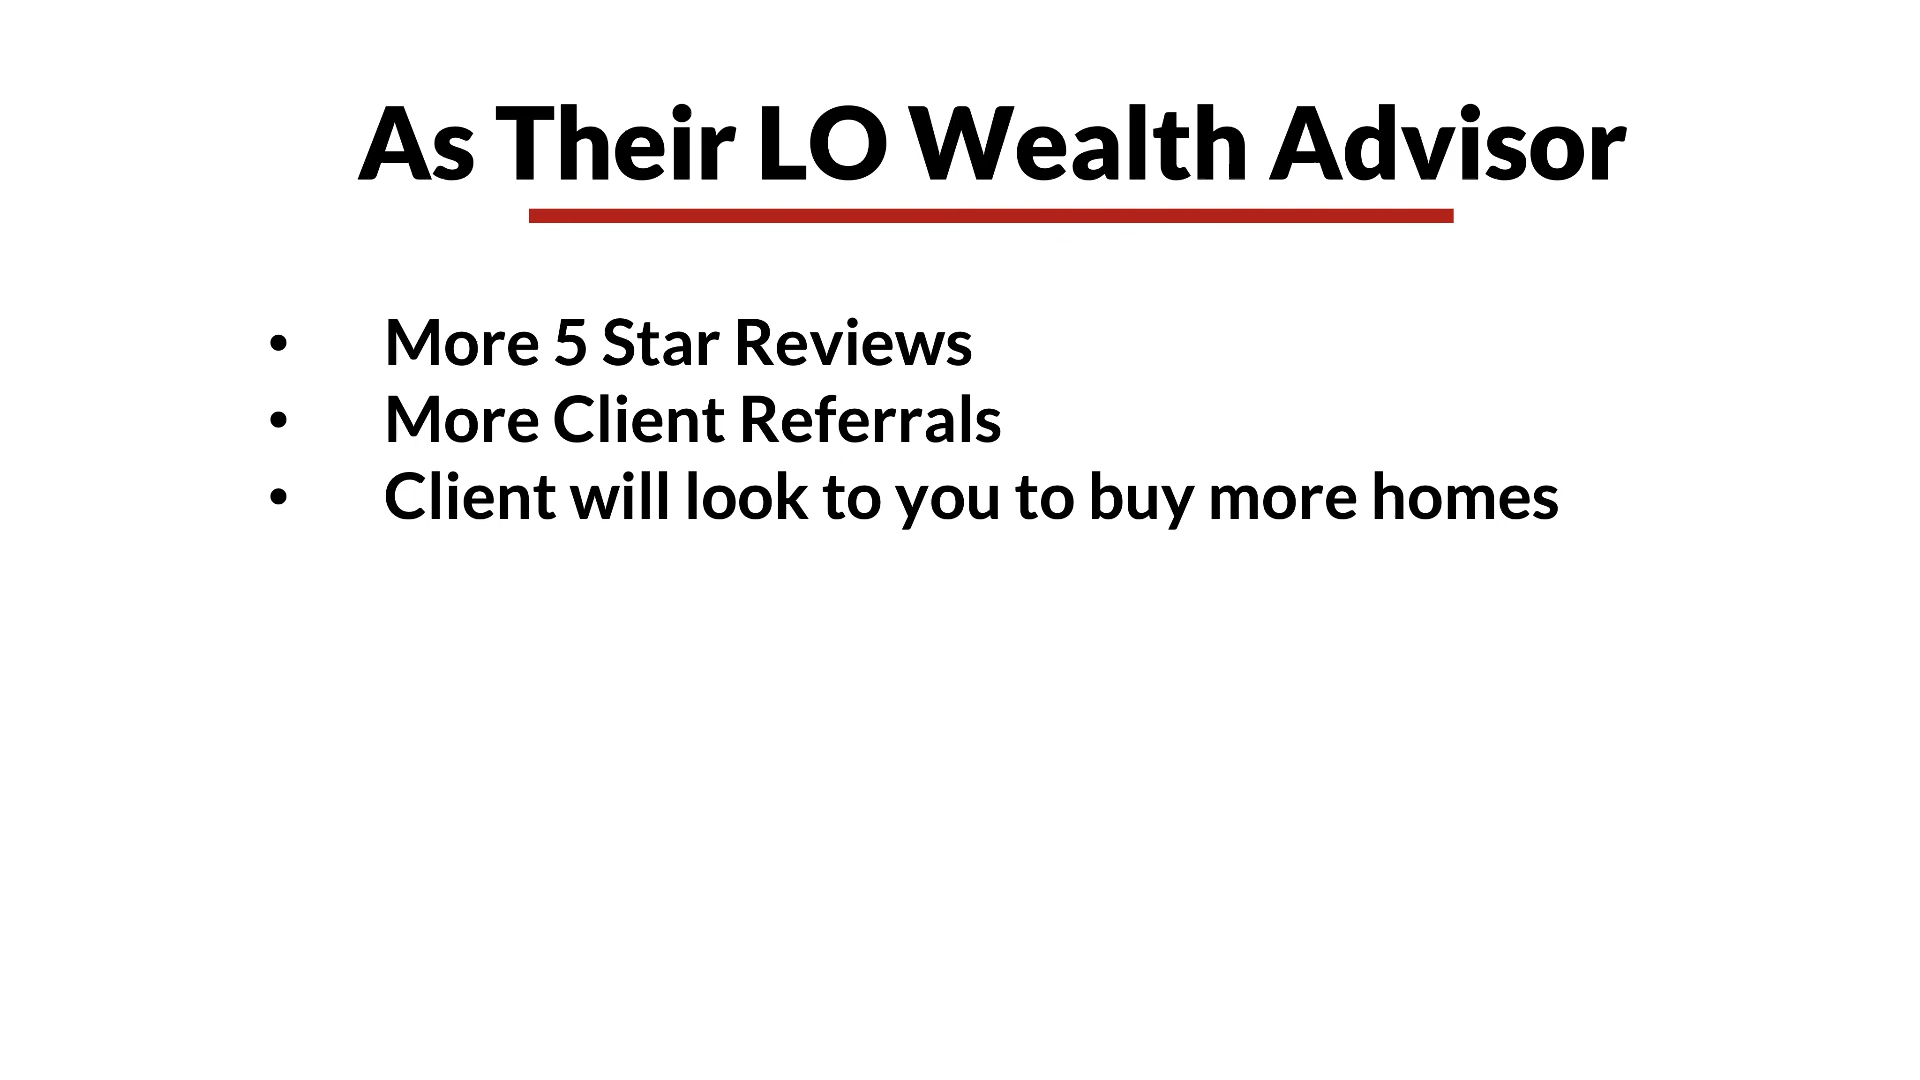 As Their LO Wealth Advisor
• More 5 Star Reviews
• More Client Referrals
• Client will look to you to buy more homes